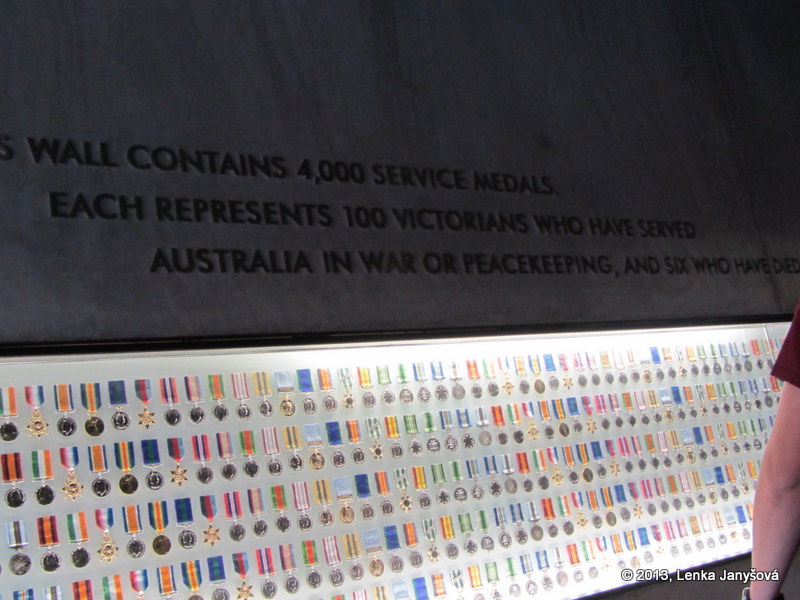 S WALL CONTAINS 4,000 SERVICE MEDALS.
EACH REPRESENTS 100 VICTORIANS WHO HAVE SERVED
AUSTRALIA IN WAR OR PEACEKEEPING, AND SIX WHO HAVE DIED
© 2013, Lenka Janyšová